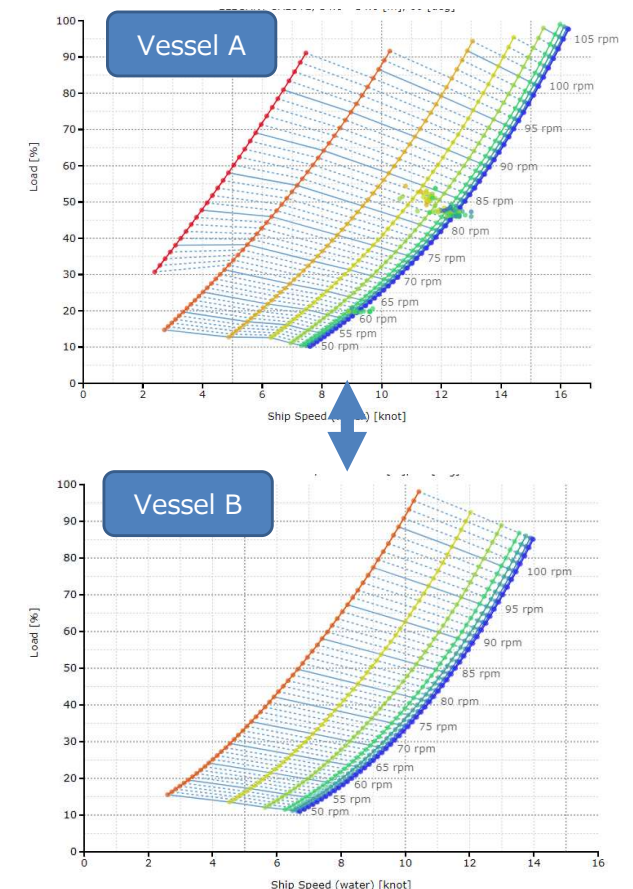 Vessel A
100
90
80
70
60
50
40
30
20
10
0
Load [%]
105 rpm
100 rpm
95 rpm
90 rpm
85 rpm
80 rpm
75 rpm
70 rpm
65 rpm
60 rpm
55 rpm
50 rpm
0 2 4 6 8 10 12 14 16
Ship Speed ( ) [knot]
Vessel B
100
90
80
70
60
50
40
30
20
10
0
Load [%]
100 rpm
95 rpm
90 rpm
85 rpm
80 rpm
75 rpm
70 rpm
65 rpm
60 rpm
55 rpm
50 rpm
0 2 4 6 8 10 12 14 16
Ship Speed (water) [knot]